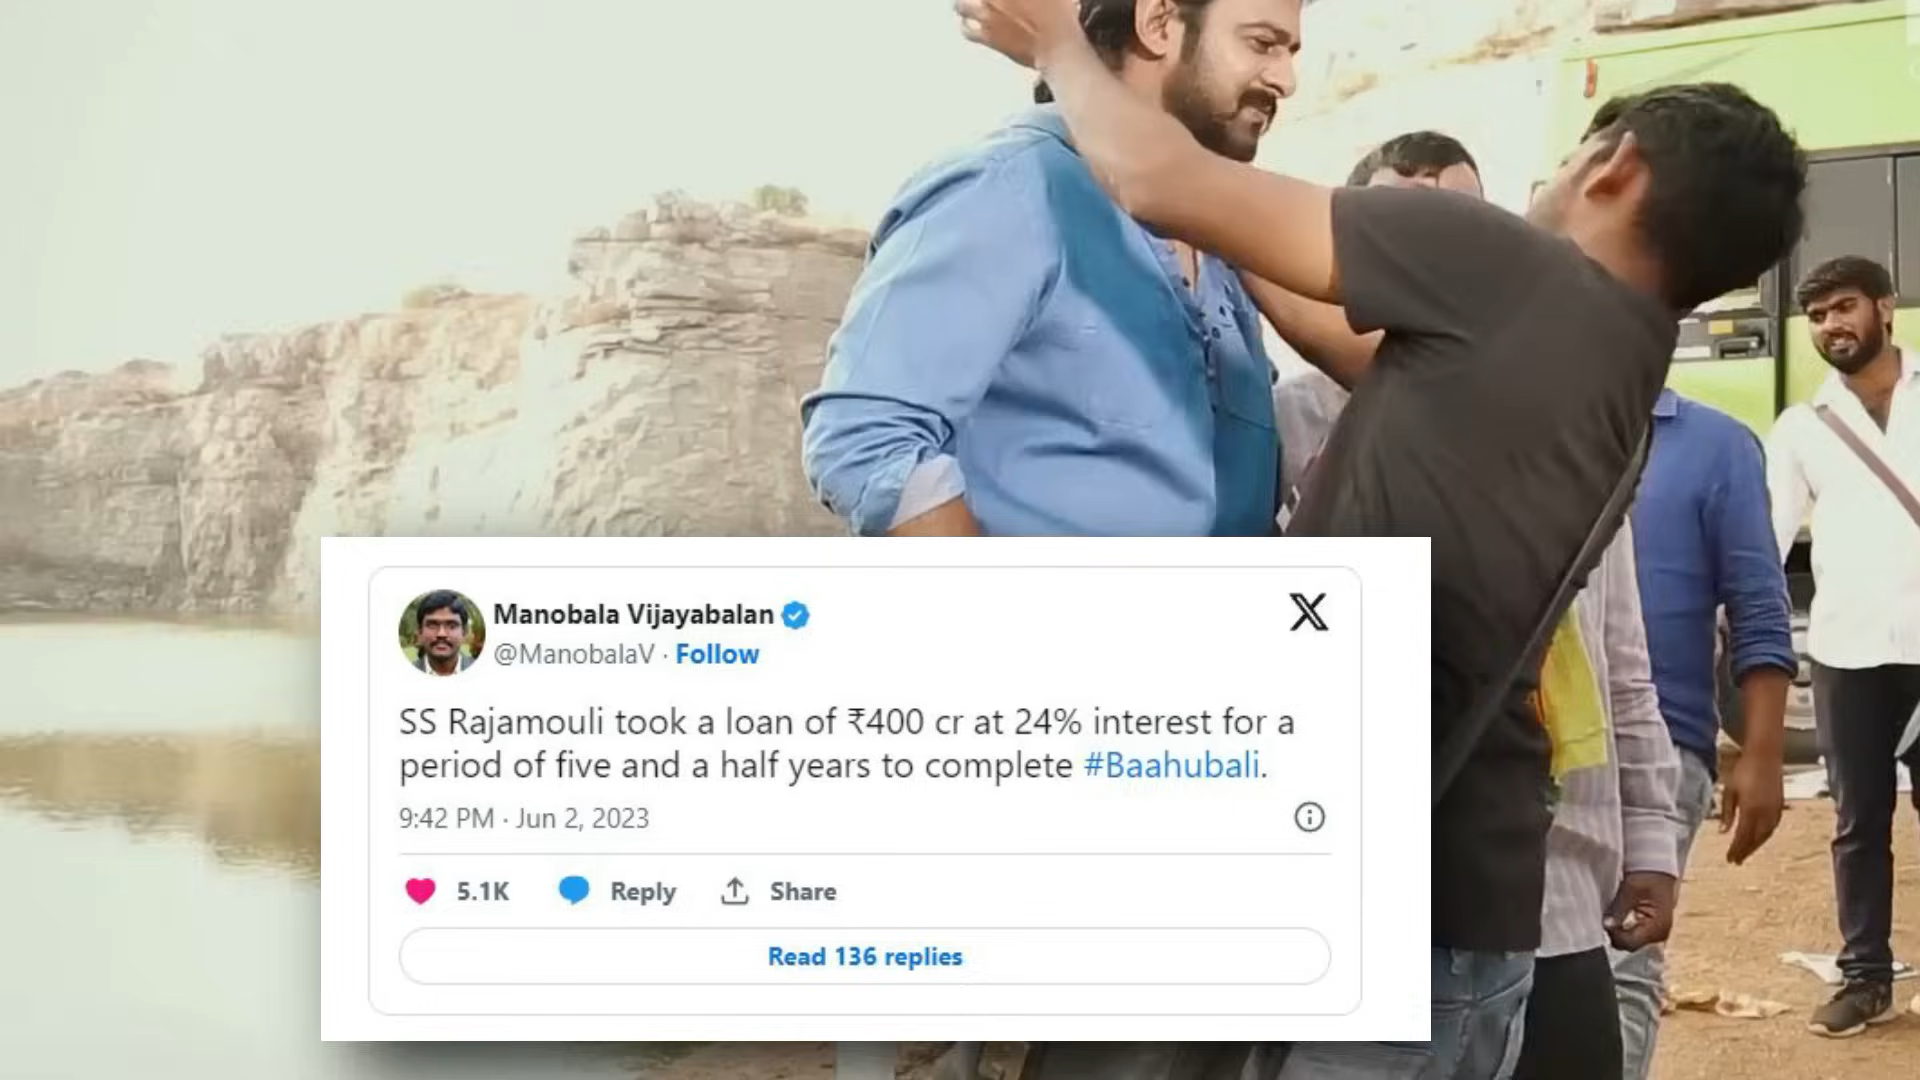 Manobala Vijayabalan
@ManobalaV · Follow
SS Rajamouli took a loan of ₹400 cr at 24% interest for a
period of five and a half years to complete #Baahubali.
9:42 PM · Jun 2, 2023
5.1K Reply Share
Read 136 replies